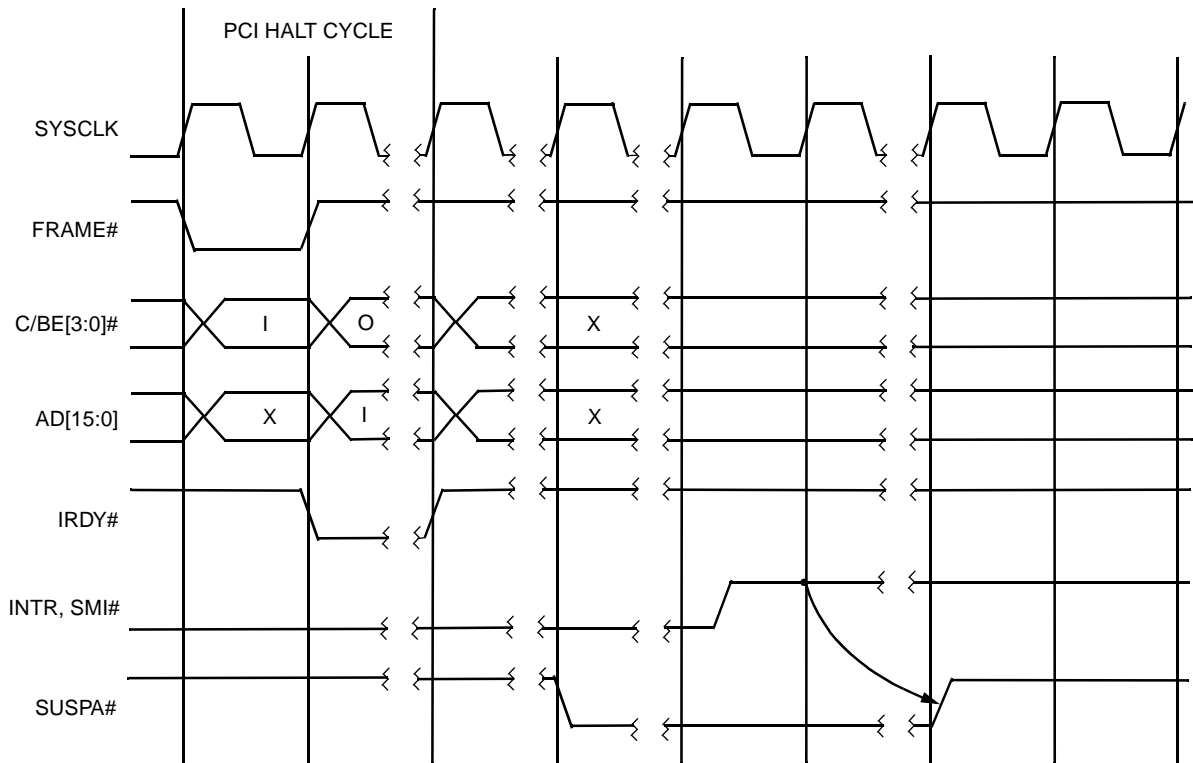 PCI HALT CYCLE
SYSCLK
FRAME#
C/BE[3:0]#
I
O
X
AD[15:0]
X
I
X
IRDY#
INTR, SMI#
SUSPA#